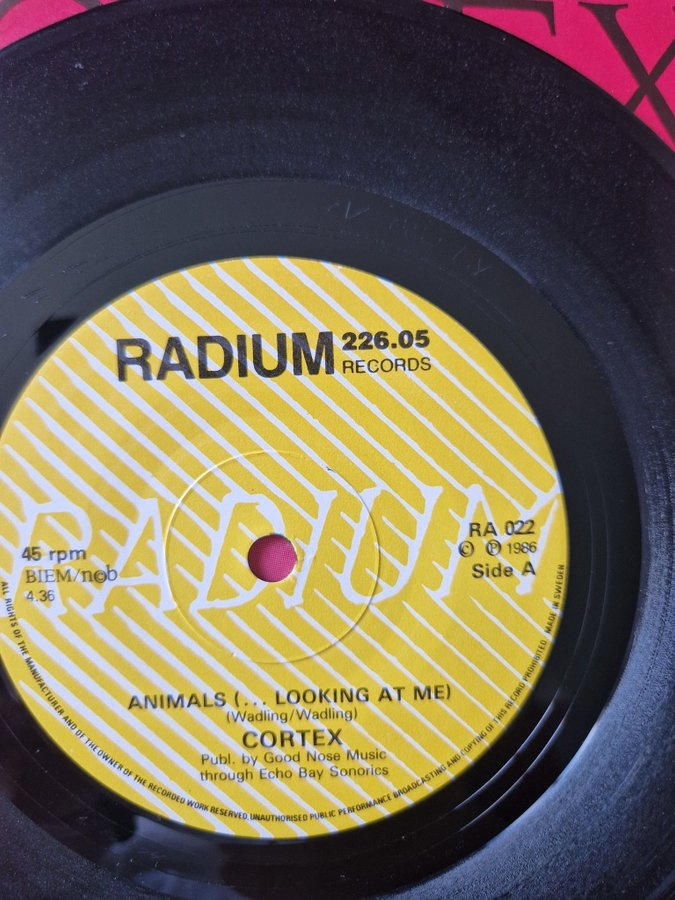 RADIUM 226.05
RECORDS
RADIUM
45 rpm
BIEM/ncb
4.36
RA 022
© ℗ 1986
Side A
ANIMALS (... LOOKING AT ME)
(Wadling/Wadling)
CORTEX
Publ. by Good Nose Music
through Echo Bay Sonorics
ALL RIGHTS OF THE MANUFACTURER AND OF THE OWNER OF THE RECORDED WORK RESERVED. UNAUTHORISED PUBLIC PERFORMANCE BROADCASTING AND COPYING OF THIS RECORD PROHIBITED. MADE IN SWEDEN